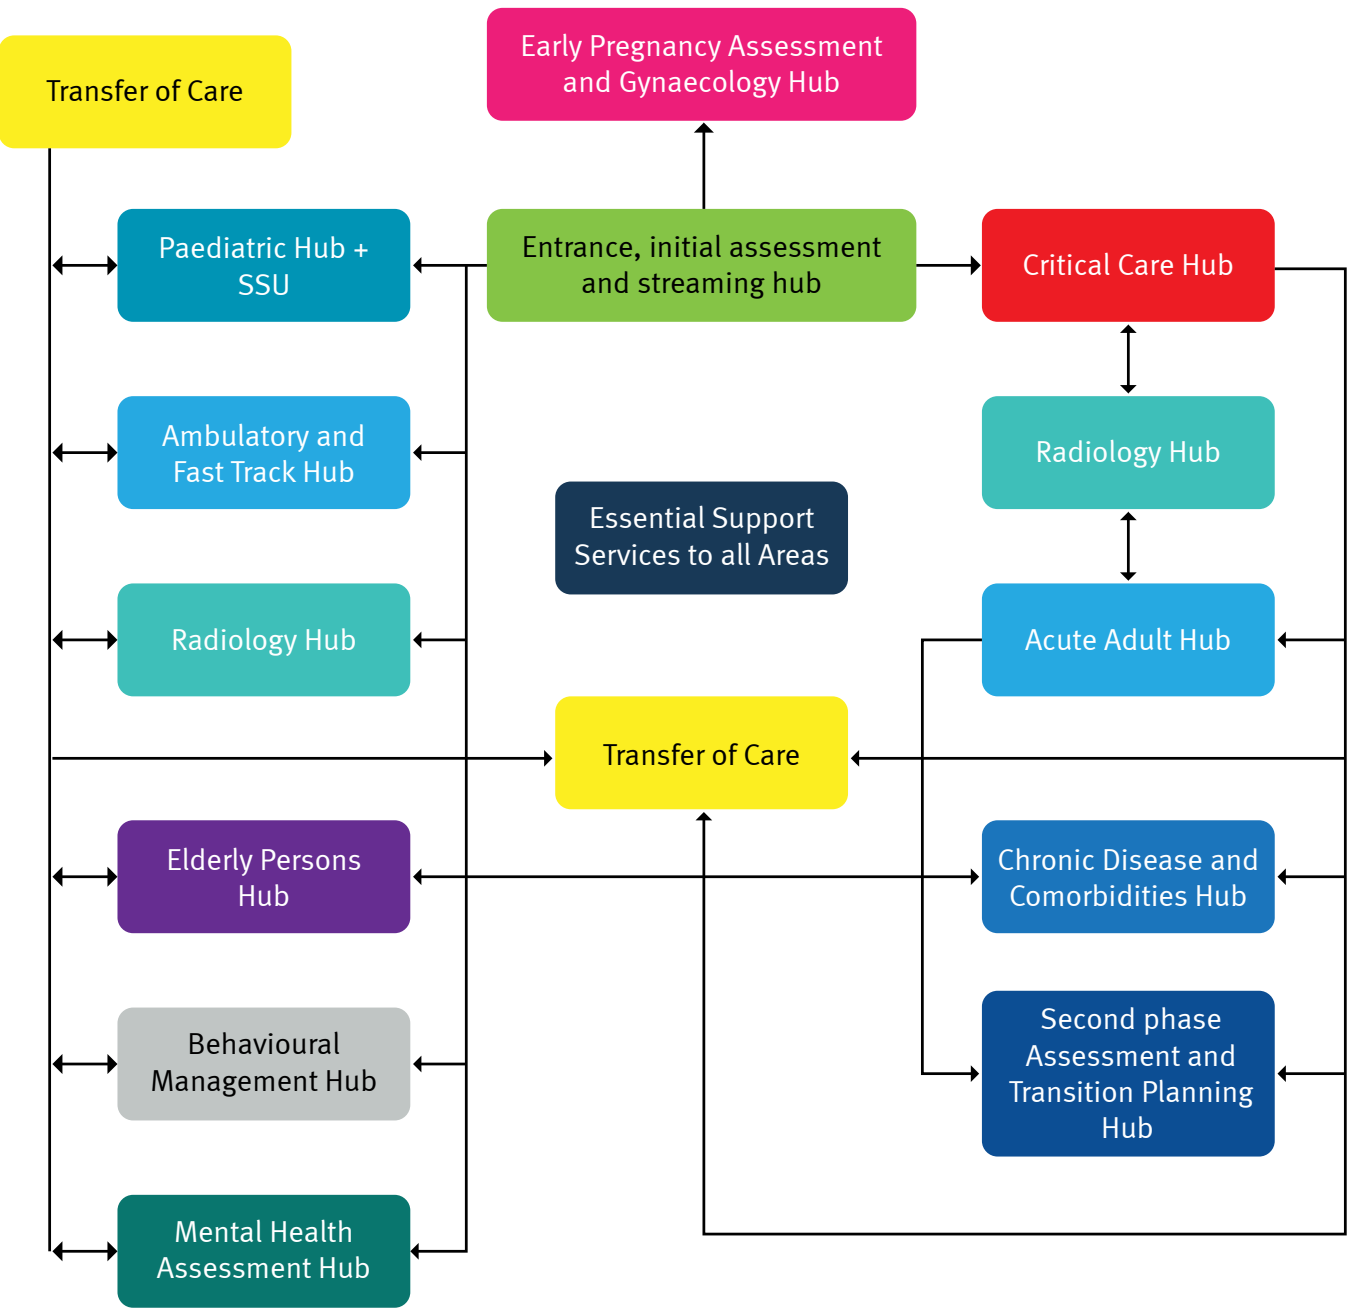 Early Pregnancy Assessment
and Gynaecology Hub
Transfer of Care
Paediatric Hub +
SSU
Entrance, initial assessment
and streaming hub
Critical Care Hub
Ambulatory and
Fast Track Hub
Radiology Hub
Essential Support
Services to all Areas
Radiology Hub
Acute Adult Hub
Transfer of Care
Elderly Persons
Hub
Chronic Disease and
Comorbidities Hub
Behavioural
Management Hub
Second phase
Assessment and
Transition Planning
Hub
Mental Health
Assessment Hub